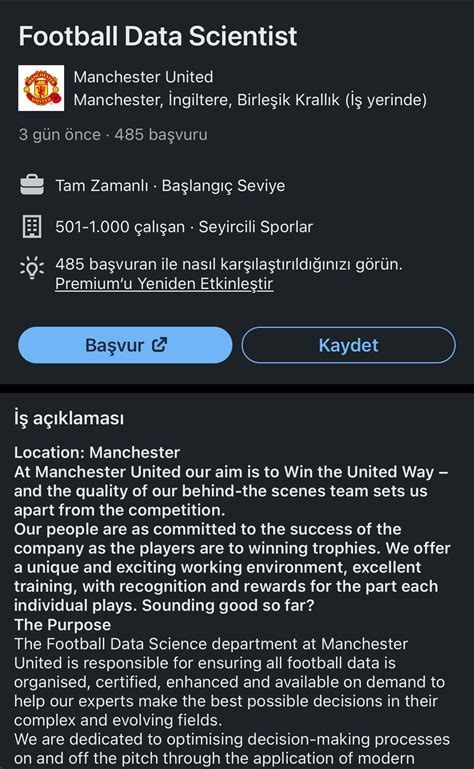 Football Data Scientist
Manchester United
Manchester, İngiltere, Birleşik Krallık (İş yerinde)
3 gün önce · 485 başvuru
Tam Zamanlı · Başlangıç Seviye
501-1.000 çalışan · Seyircili Sporlar
485 başvuran ile nasıl karşılaştırıldığınızı görün.
Premium'u Yeniden Etkinleştir
Başvur
Kaydet
İş açıklaması
Location: Manchester
At Manchester United our aim is to Win the United Way –
and the quality of our behind-the scenes team sets us
apart from the competition.
Our people are as committed to the success of the
company as the players are to winning trophies. We offer
a unique and exciting working environment, excellent
training, with recognition and rewards for the part each
individual plays. Sounding good so far?
The Purpose
The Football Data Science department at Manchester
United is responsible for ensuring all football data is
organised, certified, enhanced and available on demand to
help our experts make the best possible decisions in their
complex and evolving fields.
We are dedicated to optimising decision-making processes
on and off the pitch through the application of modern